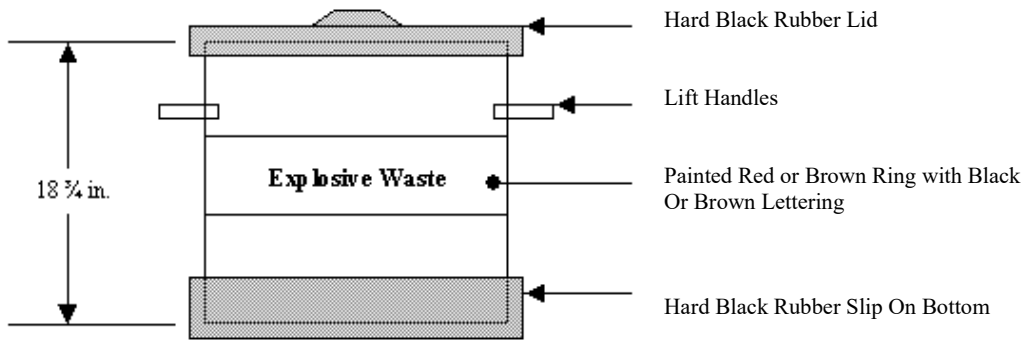 Hard Black Rubber Lid
Lift Handles
18 ¾ in.
Explosive Waste
Painted Red or Brown Ring with Black
Or Brown Lettering
Hard Black Rubber Slip On Bottom